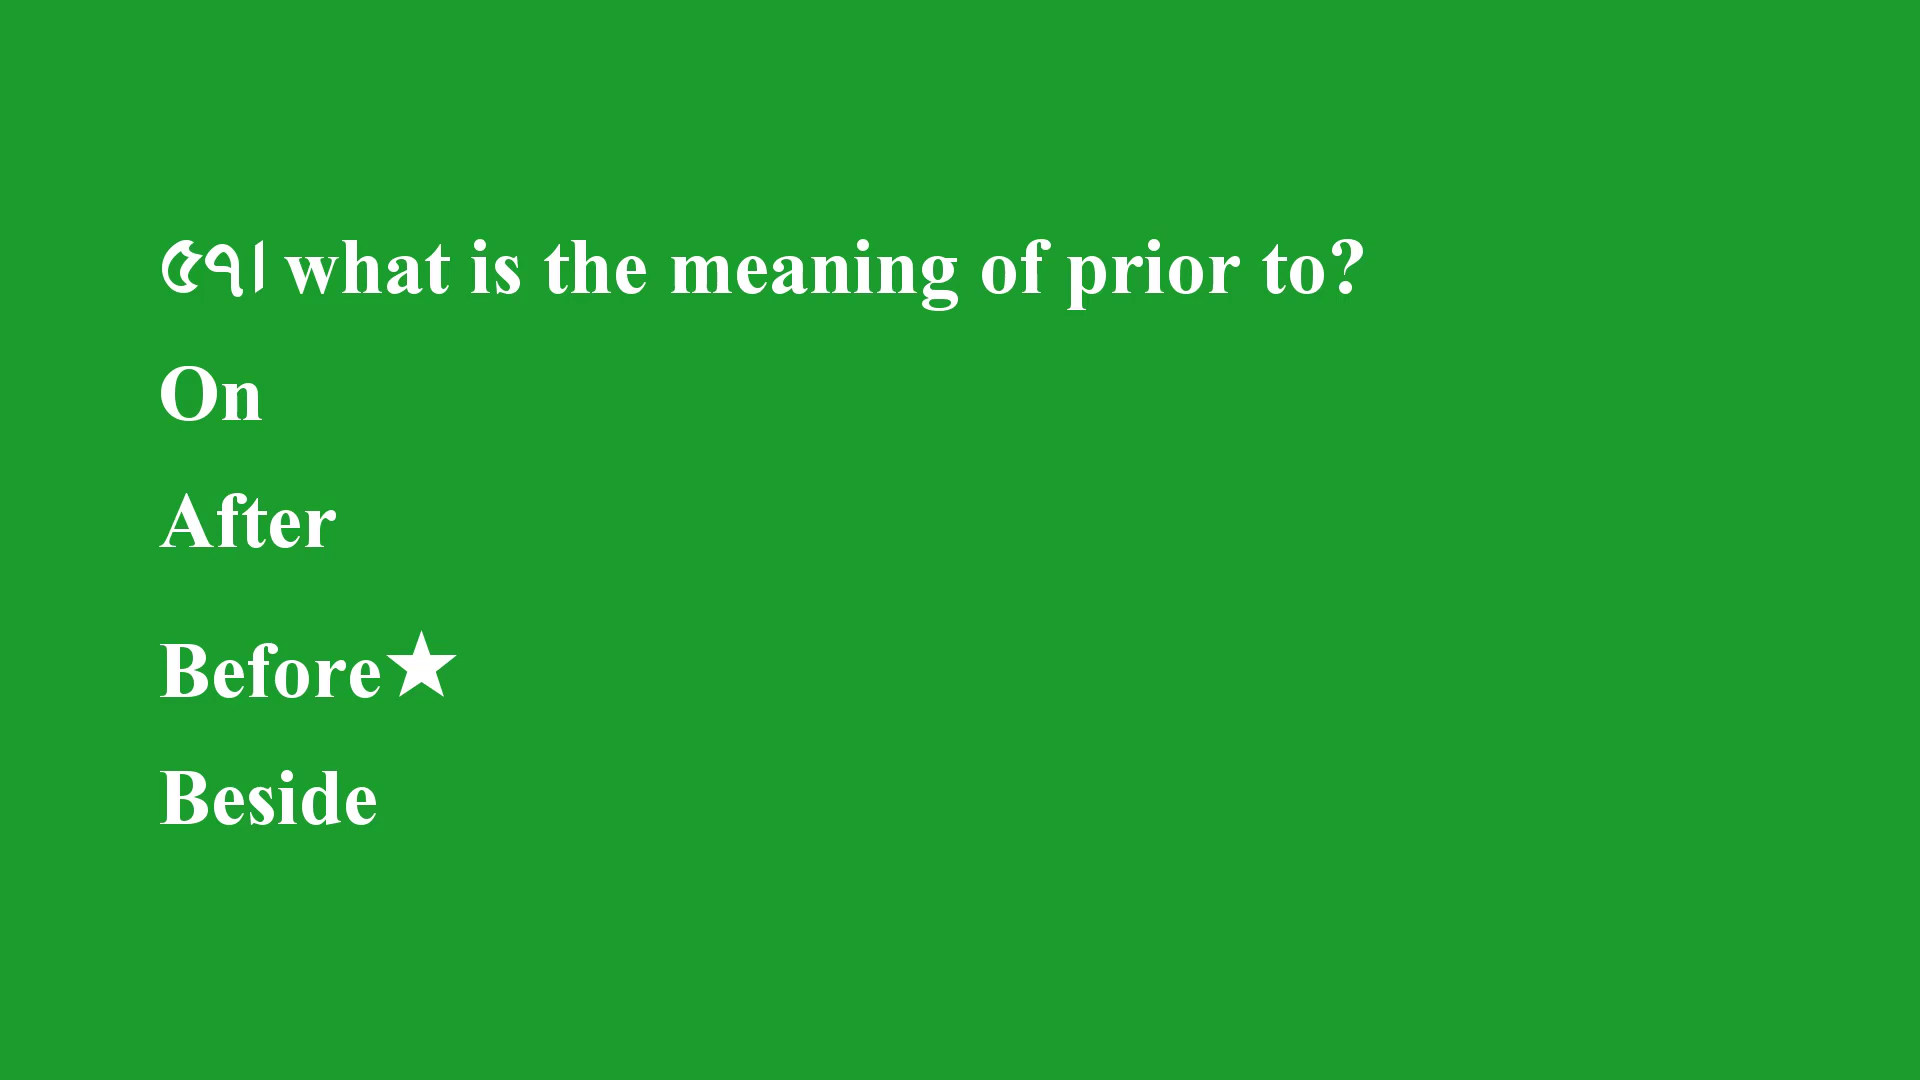 ৫৭। what is the meaning of prior to?
On
After
Before★
Beside